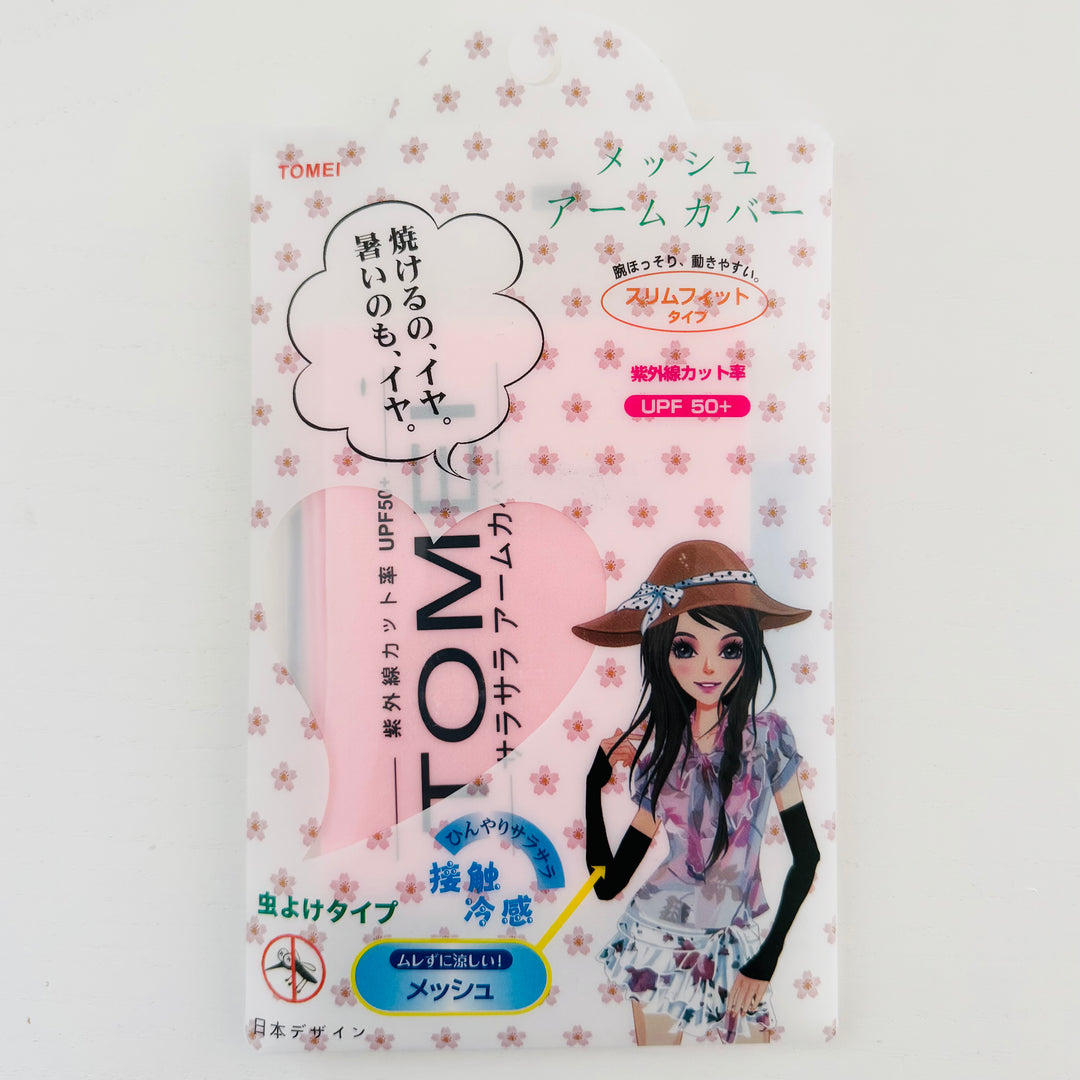 TOMEI
メッシュ
アームカバー
焼けるの、イヤ。
暑いのも、イヤ。
腕ほっそり、動きやすい。
スリムフィット
タイプ
紫外線カット率
UPF 50+
紫外線カット率 UPF50+
TOMEI
サラサラ アームカバー
ひんやりサラサラ
接触
冷感
虫よけタイプ
ムレずに涼しい!
メッシュ
日本デザイン